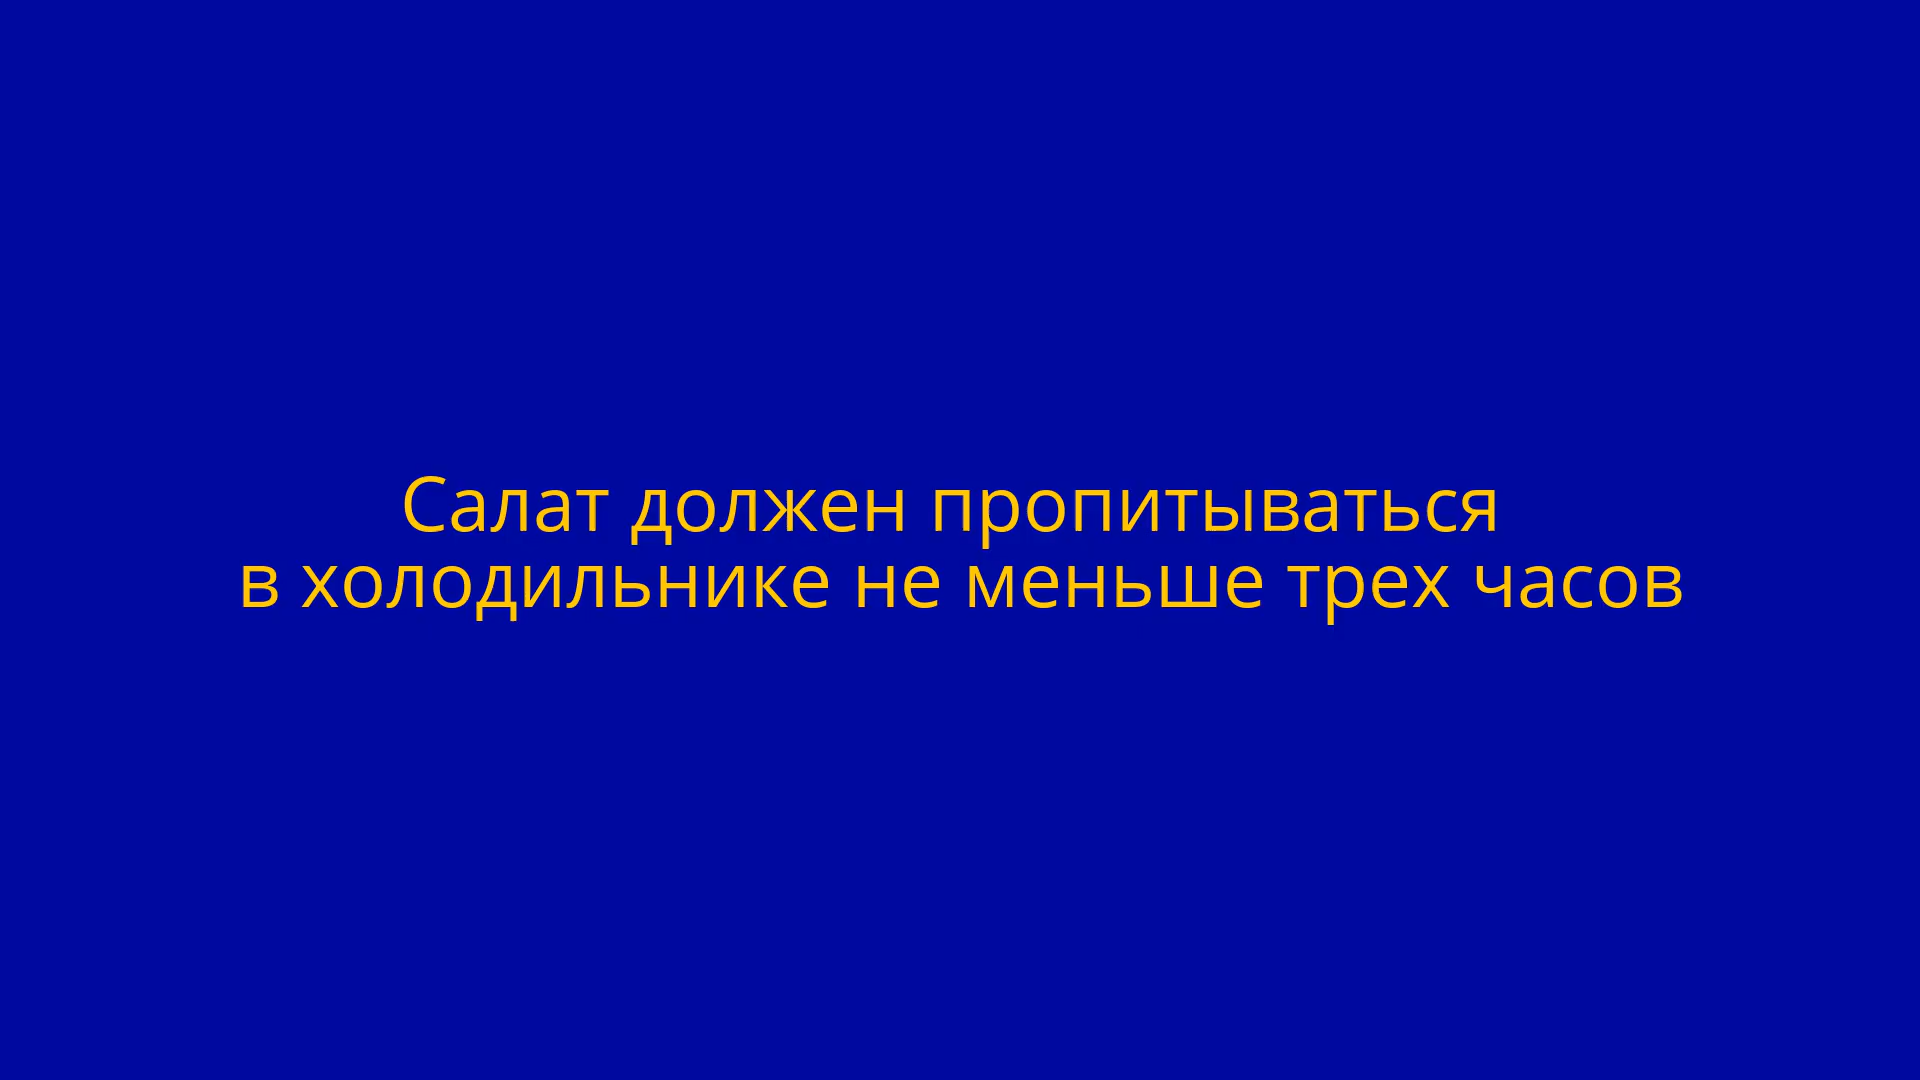 Салат должен пропитываться
в холодильнике не меньше трех часов